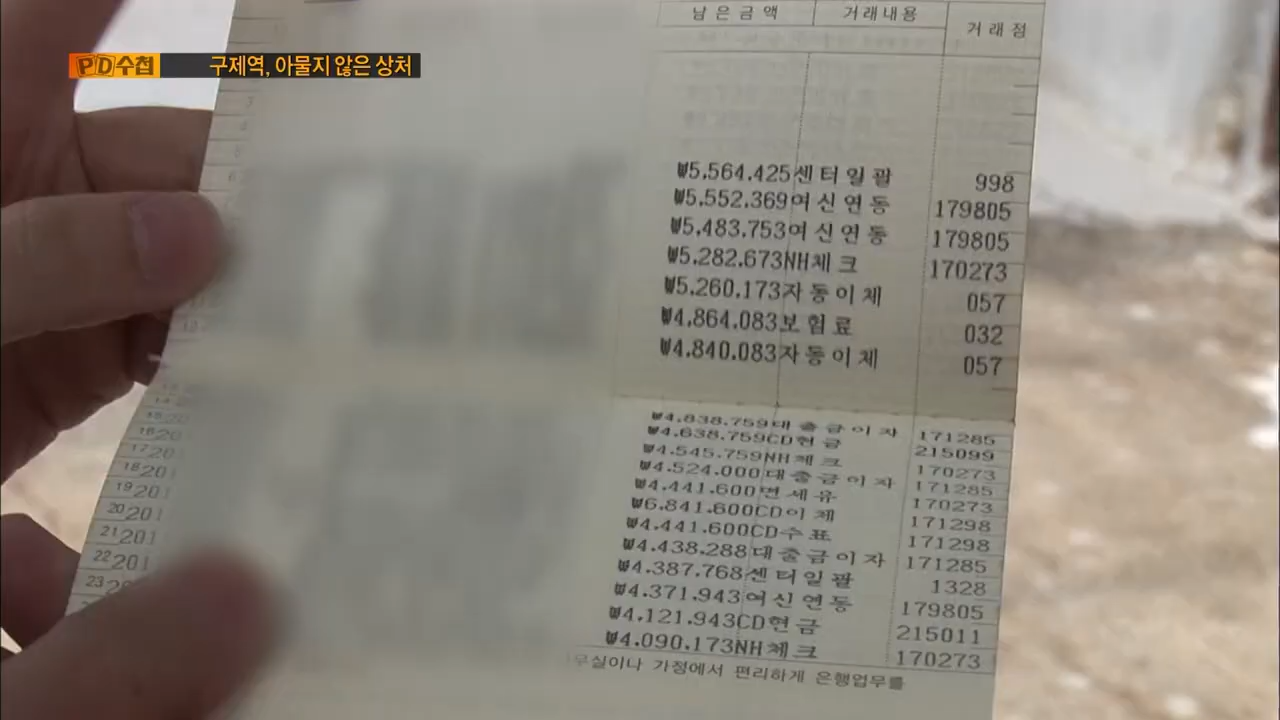 PD수첩 구제역, 아물지 않은 상처
남은금액 거래내용 거래점
₩5.564.425센터일괄 998
₩5.552.369여신연동 179805
₩5.483.753여신연동 179805
₩5.282.673NH체크 170273
₩5.260.173자동이체 057
₩4.864.083보험료 032
₩4.840.083자동이체 057
₩4.838.759대출금이자 171285
₩4.638.759CD현금 215099
₩4.545.759NH체크 170273
₩4.524.000대출금이자 171285
₩4.441.600면세유 170273
₩6.841.600CD이체 171298
₩4.441.600CD수표 171298
₩4.438.288대출금이자 171285
₩4.387.768센터일괄 1328
₩4.371.943여신연동 179805
₩4.121.943CD현금 215011
₩4.090.173NH체크 170273
무실이나 가정에서 편리하게 은행업무를